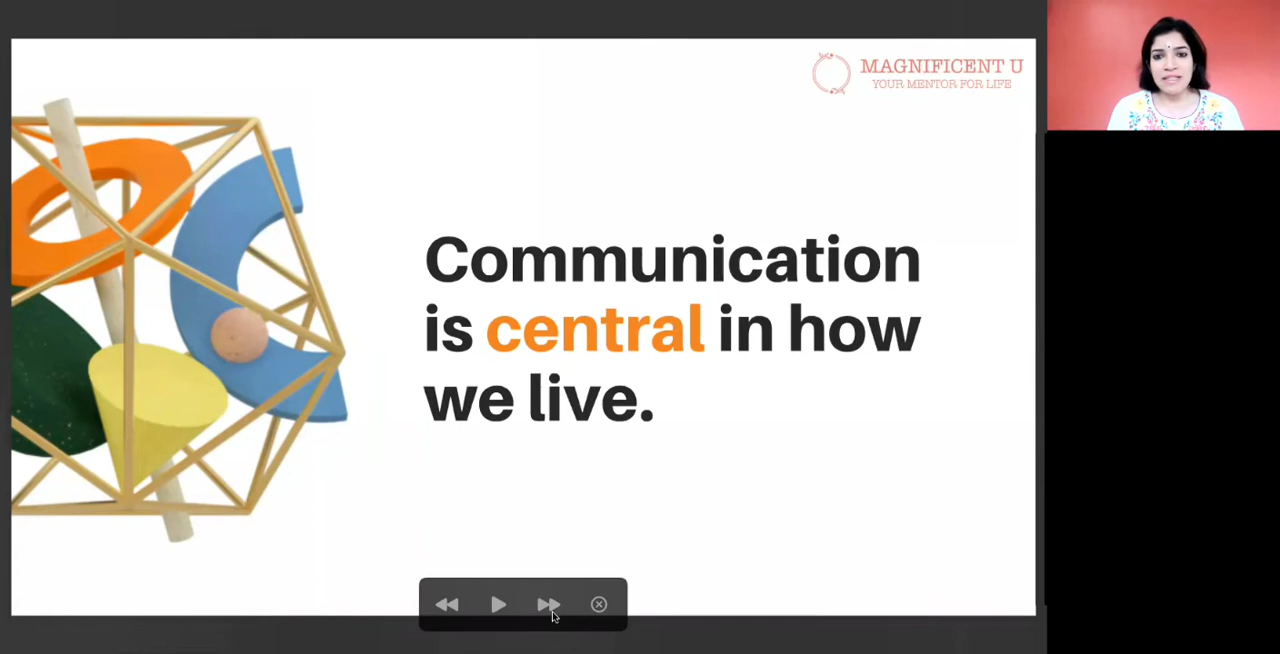 MAGNIFICENT U
YOUR MENTOR FOR LIFE
Communication
is central in how
we live.